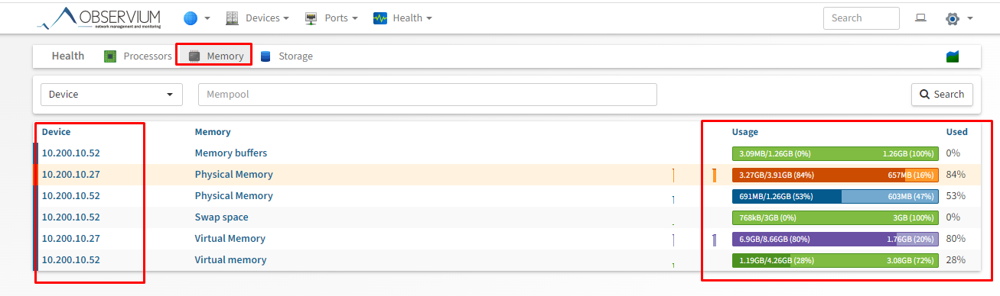 OBSERVIUM Devices Ports Health Search
network management and monitoring
Health Processors Memory Storage
Device Mempool Search
Device Memory Usage Used
10.200.10.52 Memory buffers 3.09MB/1.26GB (0%) 1.26GB (100%) 0%
10.200.10.27 Physical Memory 3.27GB/3.91GB (84%) 657MB (16%) 84%
10.200.10.52 Physical Memory 691MB/1.26GB (53%) 603MB (47%) 53%
10.200.10.52 Swap space 768kB/3GB (0%) 3GB (100%) 0%
10.200.10.27 Virtual Memory 6.9GB/8.66GB (80%) 1.76GB (20%) 80%
10.200.10.52 Virtual memory 1.19GB/4.26GB (28%) 3.08GB (72%) 28%